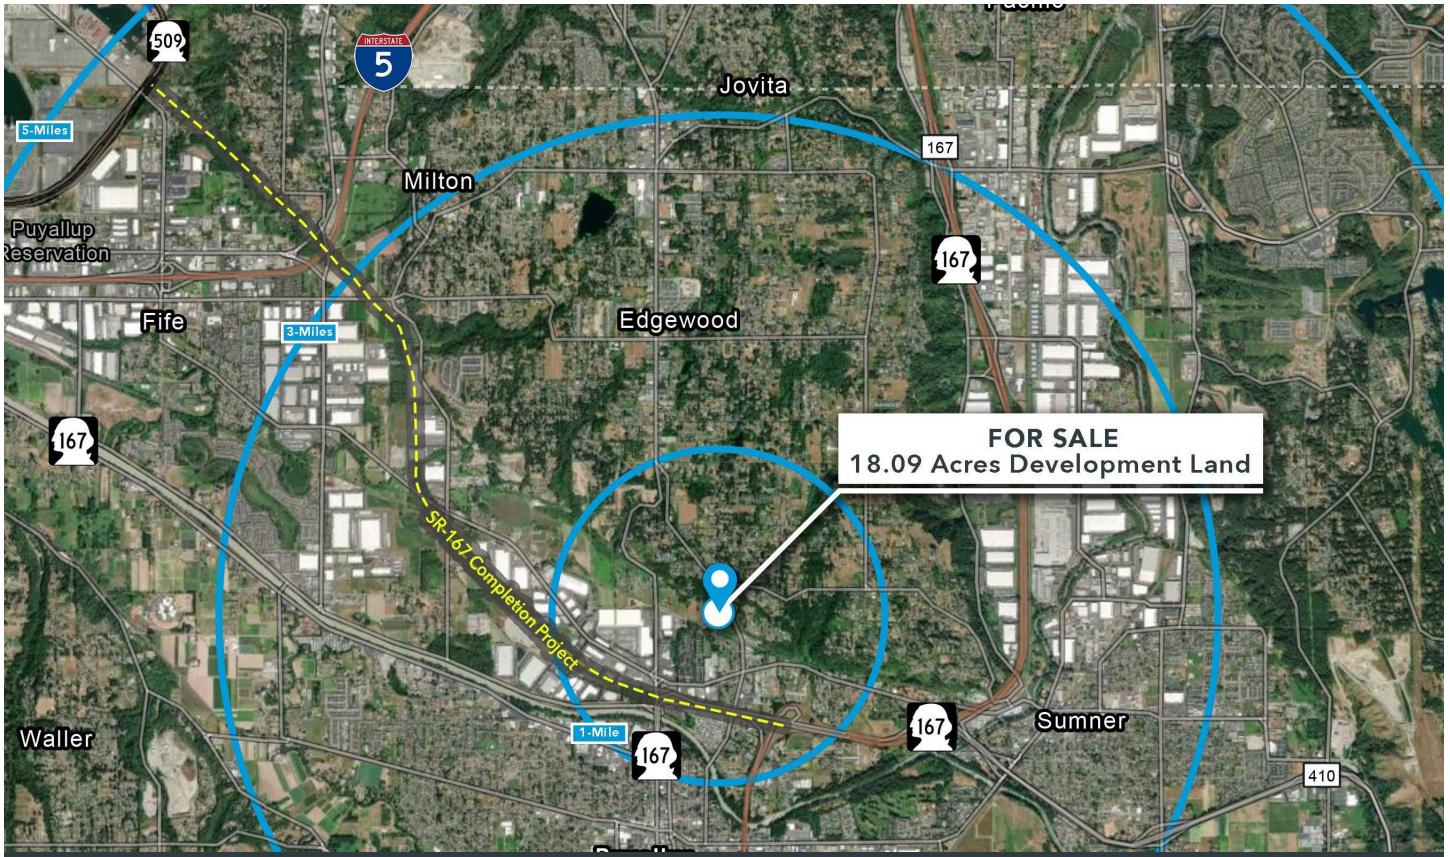 509
INTERSTATE
5
Jovita
5-Miles
167
Milton
Puyallup
Reservation
167
Fife
3-Miles
Edgewood
167
FOR SALE
18.09 Acres Development Land
SR-167 Completion Project
Waller
1-Mile
167
167
Sumner
410